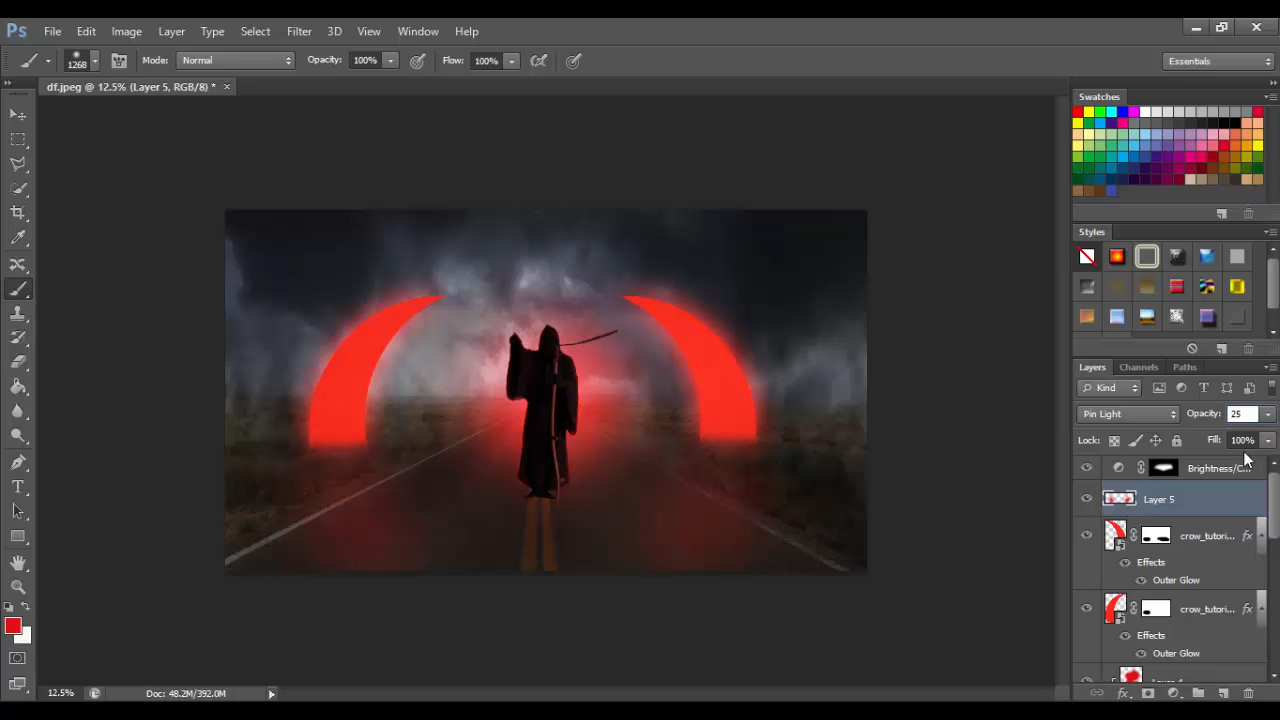 Ps File Edit Image Layer Type Select Filter 3D View Window Help
1268 Mode: Normal Opacity: 100% Flow: 100% Essentials
df.jpeg @ 12.5% (Layer 5, RGB/8) *
Swatches
Styles
Layers Channels Paths
Kind
Pin Light Opacity: 25
Lock: Fill: 100%
Brightness/C...
Layer 5
crow_tutori... fx
Effects
Outer Glow
crow_tutori... fx
Effects
Outer Glow
12.5% Doc: 48.2M/392.0M